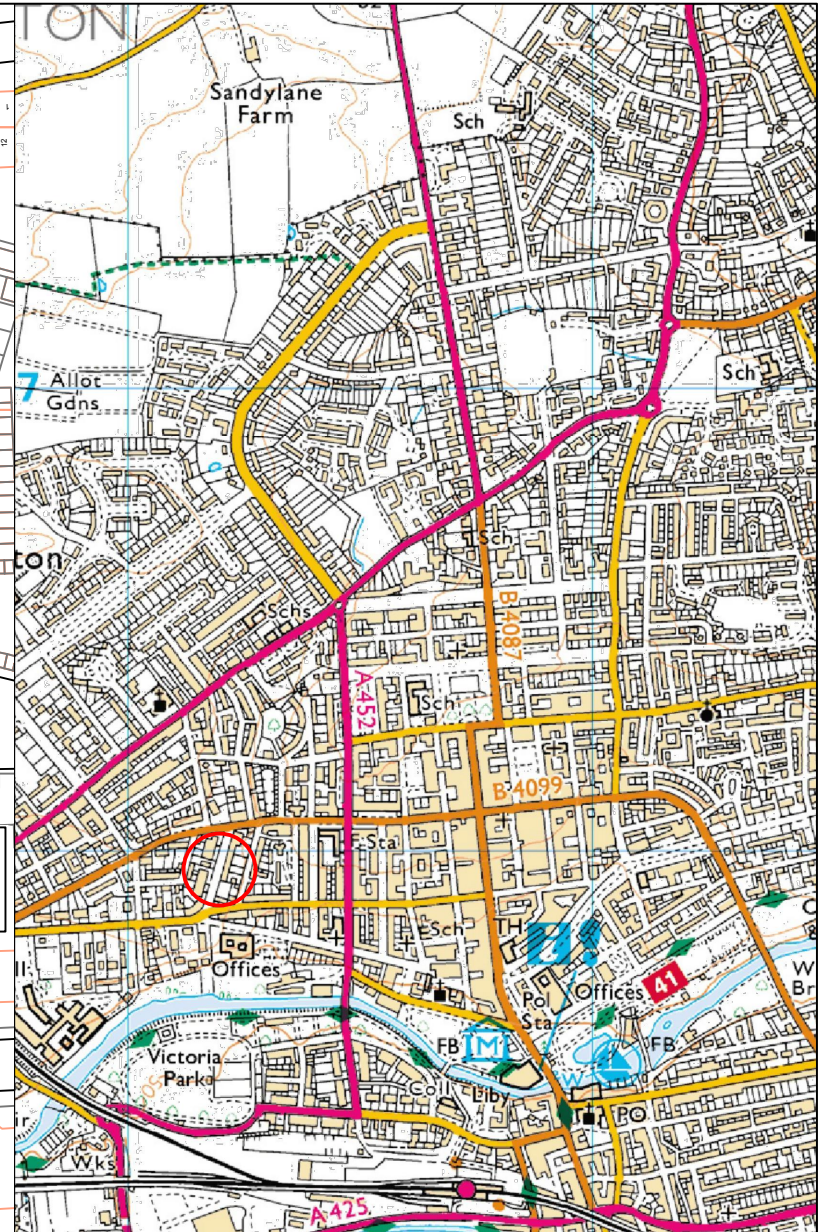 TON
Sandylane
Farm
Sch
7
Allot
Gdns
Sch
ton
Sch
B 4087
Schs
A 452
Sch
B 4099
Sta
Sch
TH
i
Offices
Pol
Sta
Offices
41
FB
M
FB
W
Br
Victoria
Park
Coll
Liby
W
PO
Wks
A 425